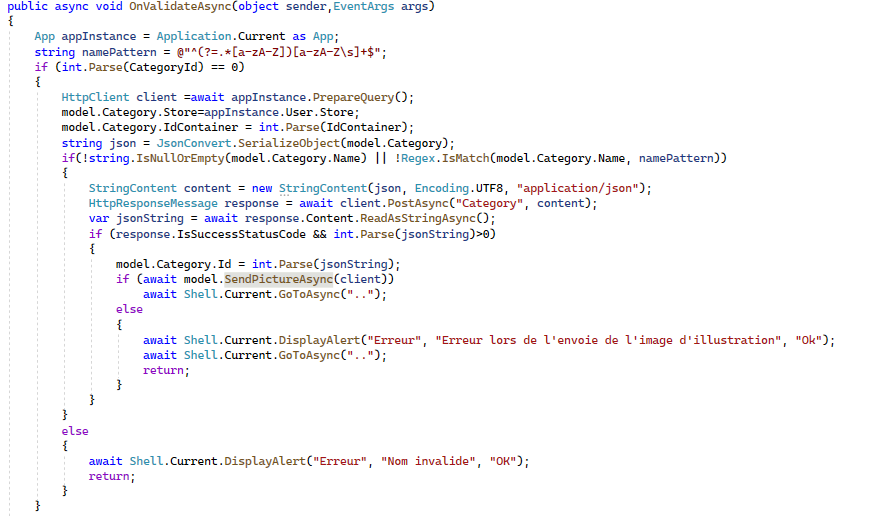 public async void OnValidateAsync(object sender,EventArgs args)
{
App appInstance = Application.Current as App;
string namePattern = @"^(?=.*[a-zA-Z])[a-zA-Z\s]+$";
if (int.Parse(CategoryId) == 0)
{
HttpClient client =await appInstance.PrepareQuery();
model.Category.Store=appInstance.User.Store;
model.Category.IdContainer = int.Parse(IdContainer);
string json = JsonConvert.SerializeObject(model.Category);
if(!string.IsNullOrEmpty(model.Category.Name) || !Regex.IsMatch(model.Category.Name, namePattern))
{
StringContent content = new StringContent(json, Encoding.UTF8, "application/json");
HttpResponseMessage response = await client.PostAsync("Category", content);
var jsonString = await response.Content.ReadAsStringAsync();
if (response.IsSuccessStatusCode && int.Parse(jsonString)>0)
{
model.Category.Id = int.Parse(jsonString);
if (await model.SendPictureAsync(client))
await Shell.Current.GoToAsync("..");
else
{
await Shell.Current.DisplayAlert("Erreur", "Erreur lors de l'envoie de l'image d'illustration", "Ok");
await Shell.Current.GoToAsync("..");
return;
}
}
}
else
{
await Shell.Current.DisplayAlert("Erreur", "Nom invalide", "OK");
return;
}
}